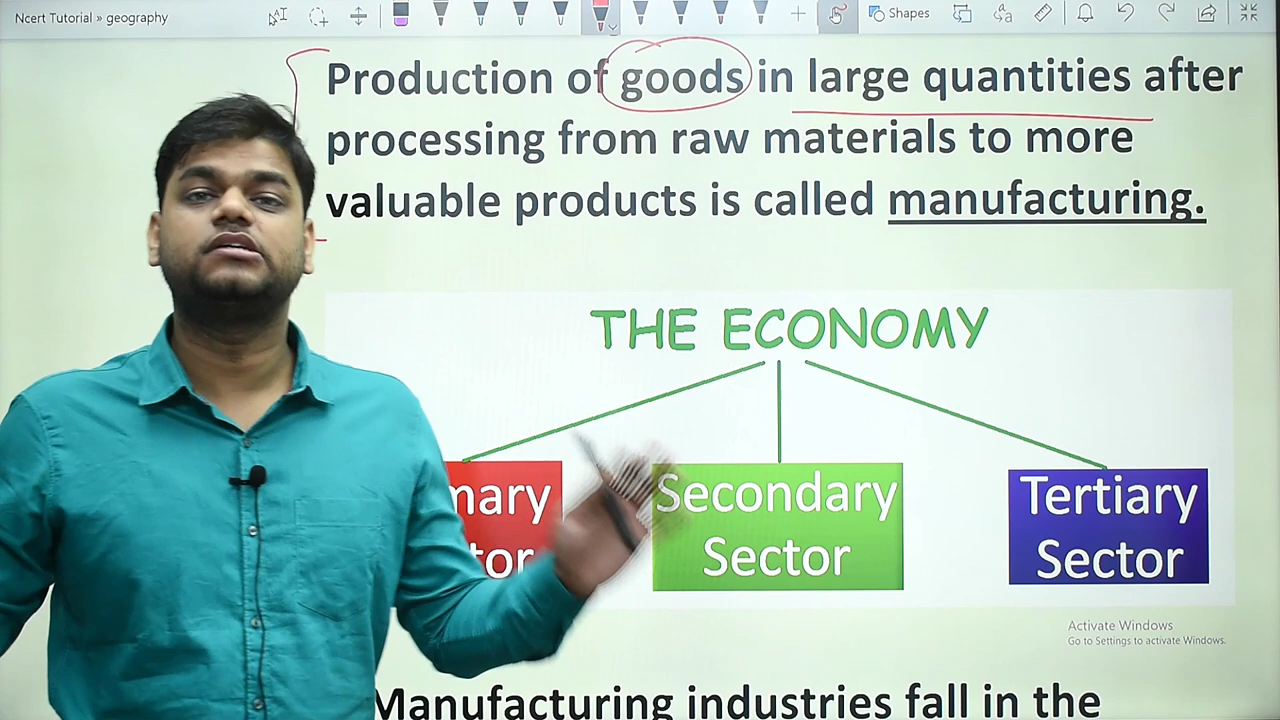 Ncert Tutorial » geography
Shapes
Production of goods in large quantities after
processing from raw materials to more
valuable products is called manufacturing.
THE ECONOMY
mary
tor
Secondary
Sector
Tertiary
Sector
Activate Windows
Go to Settings to activate Windows.
Manufacturing industries fall in the